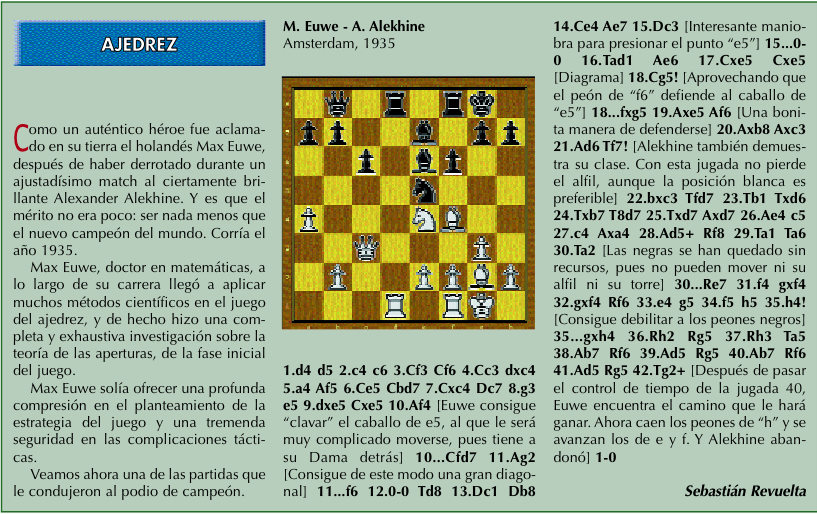 AJEDREZ
Como un auténtico héroe fue aclama-
do en su tierra el holandés Max Euwe,
después de haber derrotado durante un
ajustadísimo match al ciertamente bri-
llante Alexander Alekhine. Y es que el
mérito no era poco: ser nada menos que
el nuevo campeón del mundo. Corría el
año 1935.
Max Euwe, doctor en matemáticas, a
lo largo de su carrera llegó a aplicar
muchos métodos científicos en el juego
del ajedrez, y de hecho hizo una com-
pleta y exhaustiva investigación sobre la
teoría de las aperturas, de la fase inicial
del juego.
Max Euwe solía ofrecer una profunda
compresión en el planteamiento de la
estrategia del juego y una tremenda
seguridad en las complicaciones tácti-
cas.
Veamos ahora una de las partidas que
le condujeron al podio de campeón.
M. Euwe - A. Alekhine
Amsterdam, 1935
1.d4 d5 2.c4 c6 3.Cf3 Cf6 4.Cc3 dxc4
5.a4 Af5 6.Ce5 Cbd7 7.Cxc4 Dc7 8.g3
e5 9.dxe5 Cxe5 10.Af4 [Euwe consigue
“clavar” el caballo de e5, al que le será
muy complicado moverse, pues tiene a
su Dama detrás] 10...Cfd7 11.Ag2
[Consigue de este modo una gran diago-
nal] 11...f6 12.0-0 Td8 13.Dc1 Db8
14.Ce4 Ae7 15.Dc3 [Interesante manio-
bra para presionar el punto “e5”] 15...0-
0 16.Tad1 Ae6 17.Cxe5 Cxe5
[Diagrama] 18.Cg5! [Aprovechando que
el peón de “f6” defiende al caballo de
“e5”] 18...fxg5 19.Axe5 Af6 [Una boni-
ta manera de defenderse] 20.Axb8 Axc3
21.Ad6 Tf7! [Alekhine también demues-
tra su clase. Con esta jugada no pierde
el alfil, aunque la posición blanca es
preferible] 22.bxc3 Tfd7 23.Tb1 Txd6
24.Txb7 T8d7 25.Txd7 Axd7 26.Ae4 c5
27.c4 Axa4 28.Ad5+ Rf8 29.Ta1 Ta6
30.Ta2 [Las negras se han quedado sin
recursos, pues no pueden mover ni su
alfil ni su torre] 30...Re7 31.f4 gxf4
32.gxf4 Rf6 33.e4 g5 34.f5 h5 35.h4!
[Consigue debilitar a los peones negros]
35...gxh4 36.Rh2 Rg5 37.Rh3 Ta5
38.Ab7 Rf6 39.Ad5 Rg5 40.Ab7 Rf6
41.Ad5 Rg5 42.Tg2+ [Después de pasar
el control de tiempo de la jugada 40,
Euwe encuentra el camino que le hará
ganar. Ahora caen los peones de “h” y se
avanzan los de e y f. Y Alekhine aban-
donó] 1-0
Sebastián Revuelta